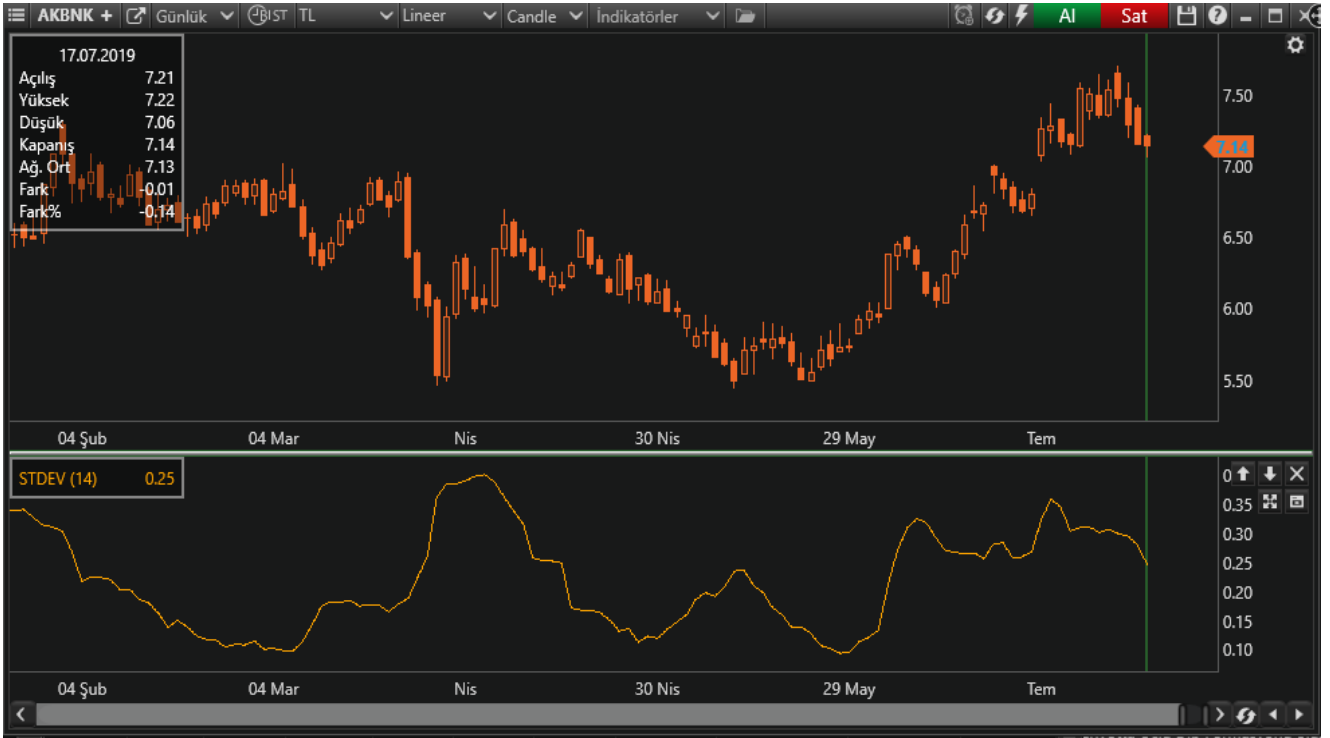 AKBNK + Günlük BIST TL Lineer Candle İndikatörler Al Sat
17.07.2019
Açılış 7.21
Yüksek 7.22
Düşük 7.06
Kapanış 7.14
Ağ. Ort 7.13
Fark -0.01
Fark% -0.14
7.50
7.14
7.00
6.50
6.00
5.50
04 Şub 04 Mar Nis 30 Nis 29 May Tem
STDEV (14) 0.25
0
0.35
0.30
0.25
0.20
0.15
0.10
04 Şub 04 Mar Nis 30 Nis 29 May Tem